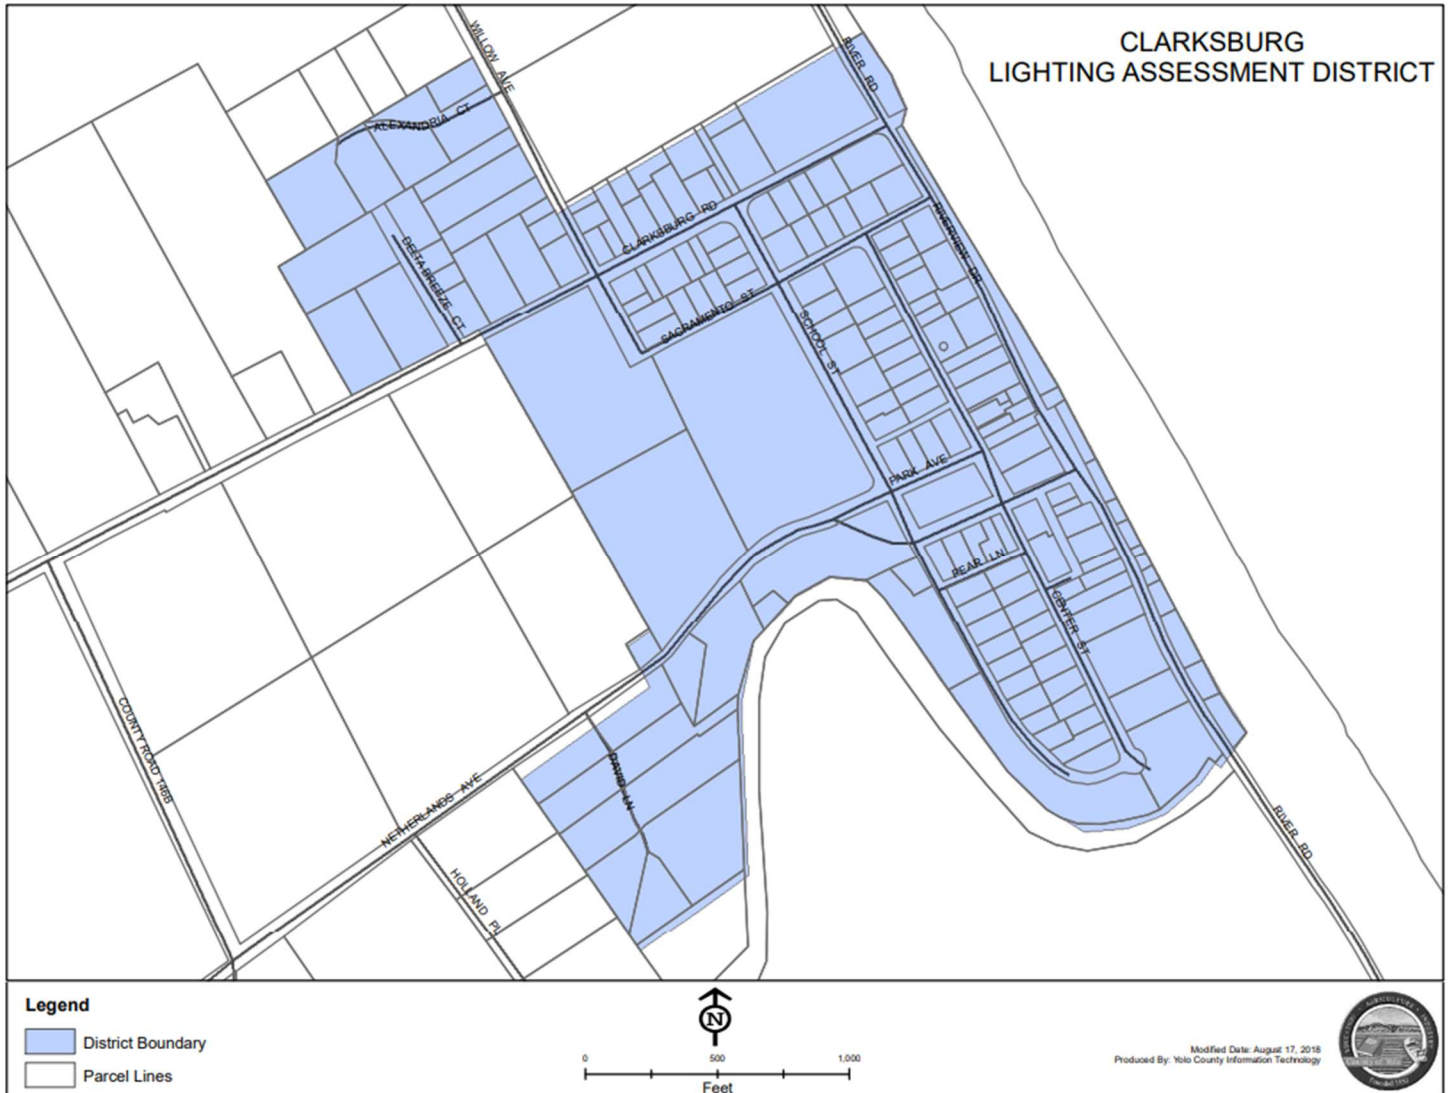 CLARKSBURG
LIGHTING ASSESSMENT DISTRICT
WILLOW AVE
RIVER RD
ALEXANDRIA CT
CLARKSBURG RD
DELTA BREEZE CT
RIVERVIEW DR
SACRAMENTO ST
SCHOOL ST
PARK AVE
PEAR LN
CENTER ST
COUNTY ROAD 146B
DAVID LN
NETHERLANDS AVE
RIVER RD
HOLLAND PL
Legend
District Boundary
Parcel Lines
N
0 500 1,000
Feet
Modified Date: August 17, 2018
Produced By: Yolo County Information Technology